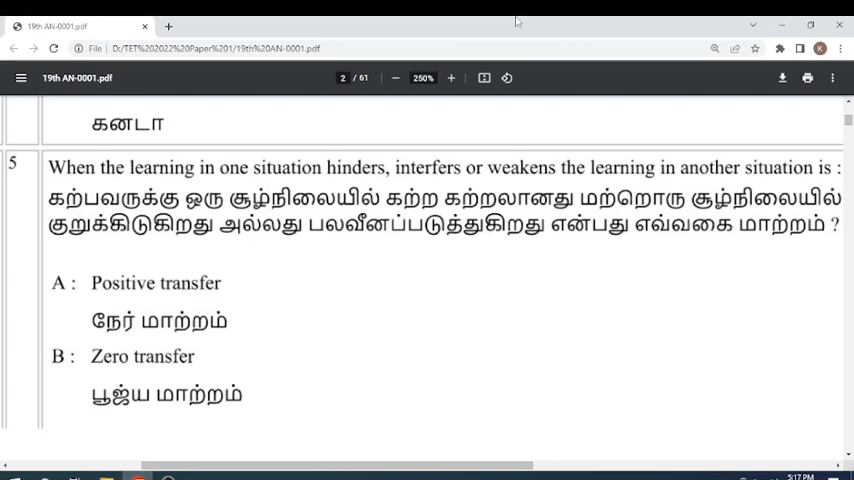 19th AN-0001.pdf
File D:/TET%202022%20Paper%201/19th%20AN-0001.pdf
K
19th AN-0001.pdf 2 / 61 250%
கனடா
5 When the learning in one situation hinders, interfers or weakens the learning in another situation is :
கற்பவருக்கு ஒரு சூழ்நிலையில் கற்ற கற்றலானது மற்றொரு சூழ்நிலையில்
குறுக்கிடுகிறது அல்லது பலவீனப்படுத்துகிறது என்பது எவ்வகை மாற்றம் ?
A : Positive transfer
நேர் மாற்றம்
B : Zero transfer
பூஜ்ய மாற்றம்
5:17 PM